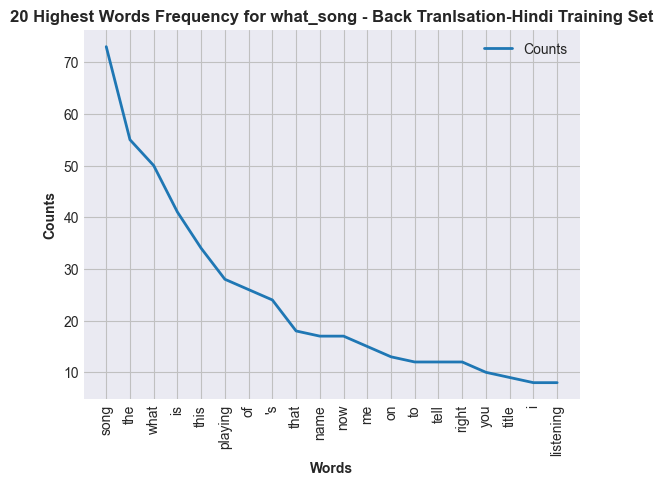 20 Highest Words Frequency for what_song - Back Tranlsation-Hindi Training Set
Counts
70
60
50
40
30
20
10
Counts
song
the
what
is
this
playing
of
's
that
name
now
me
on
to
tell
right
you
title
i
listening
Words